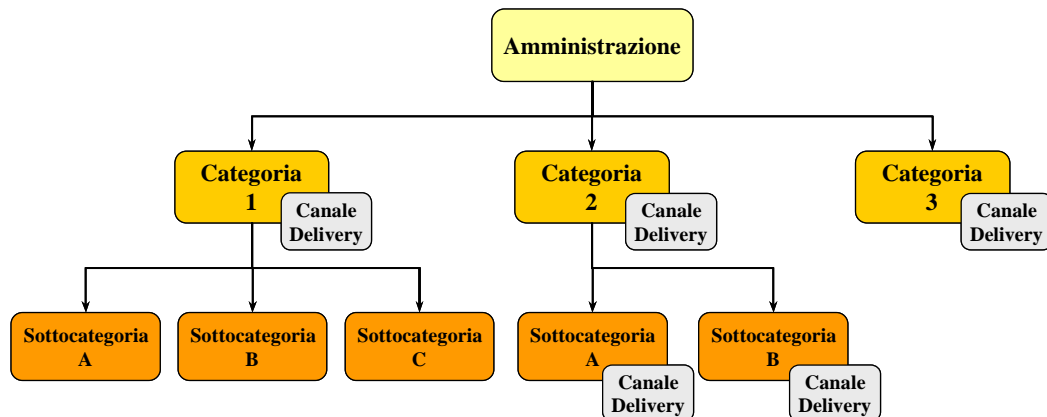 Amministrazione
Categoria
1
Canale
Delivery
Categoria
2
Canale
Delivery
Categoria
3
Canale
Delivery
Sottocategoria
A
Sottocategoria
B
Sottocategoria
C
Sottocategoria
A
Canale
Delivery
Sottocategoria
B
Canale
Delivery